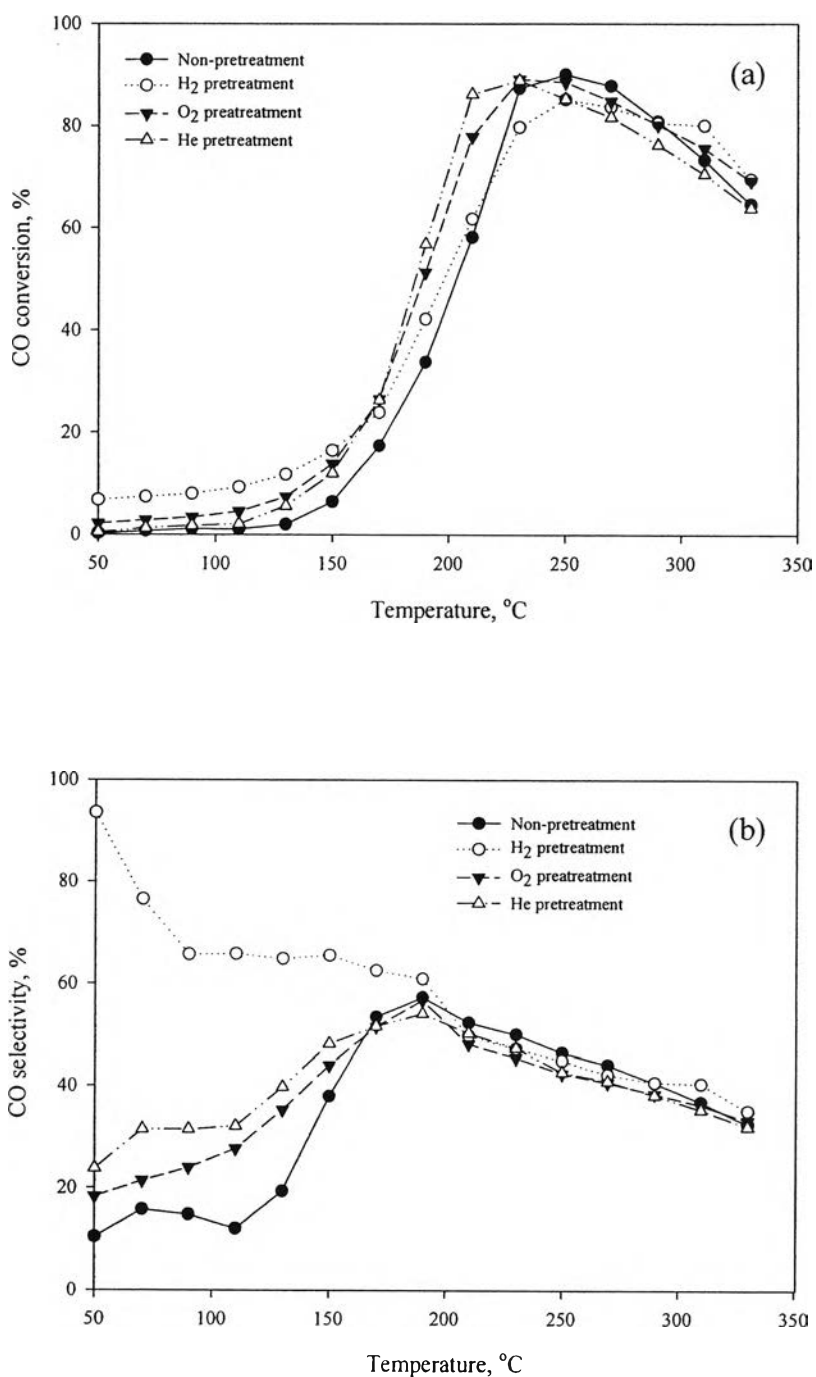 (a)
Non-pretreatment
H2 pretreatment
O2 preatreatment
He pretreatment
CO conversion, %
100
80
60
40
20
0
50 100 150 200 250 300 350
Temperature, °C
(b)
Non-pretreatment
H2 pretreatment
O2 preatreatment
He pretreatment
CO selectivity, %
100
80
60
40
20
0
50 100 150 200 250 300 350
Temperature, °C